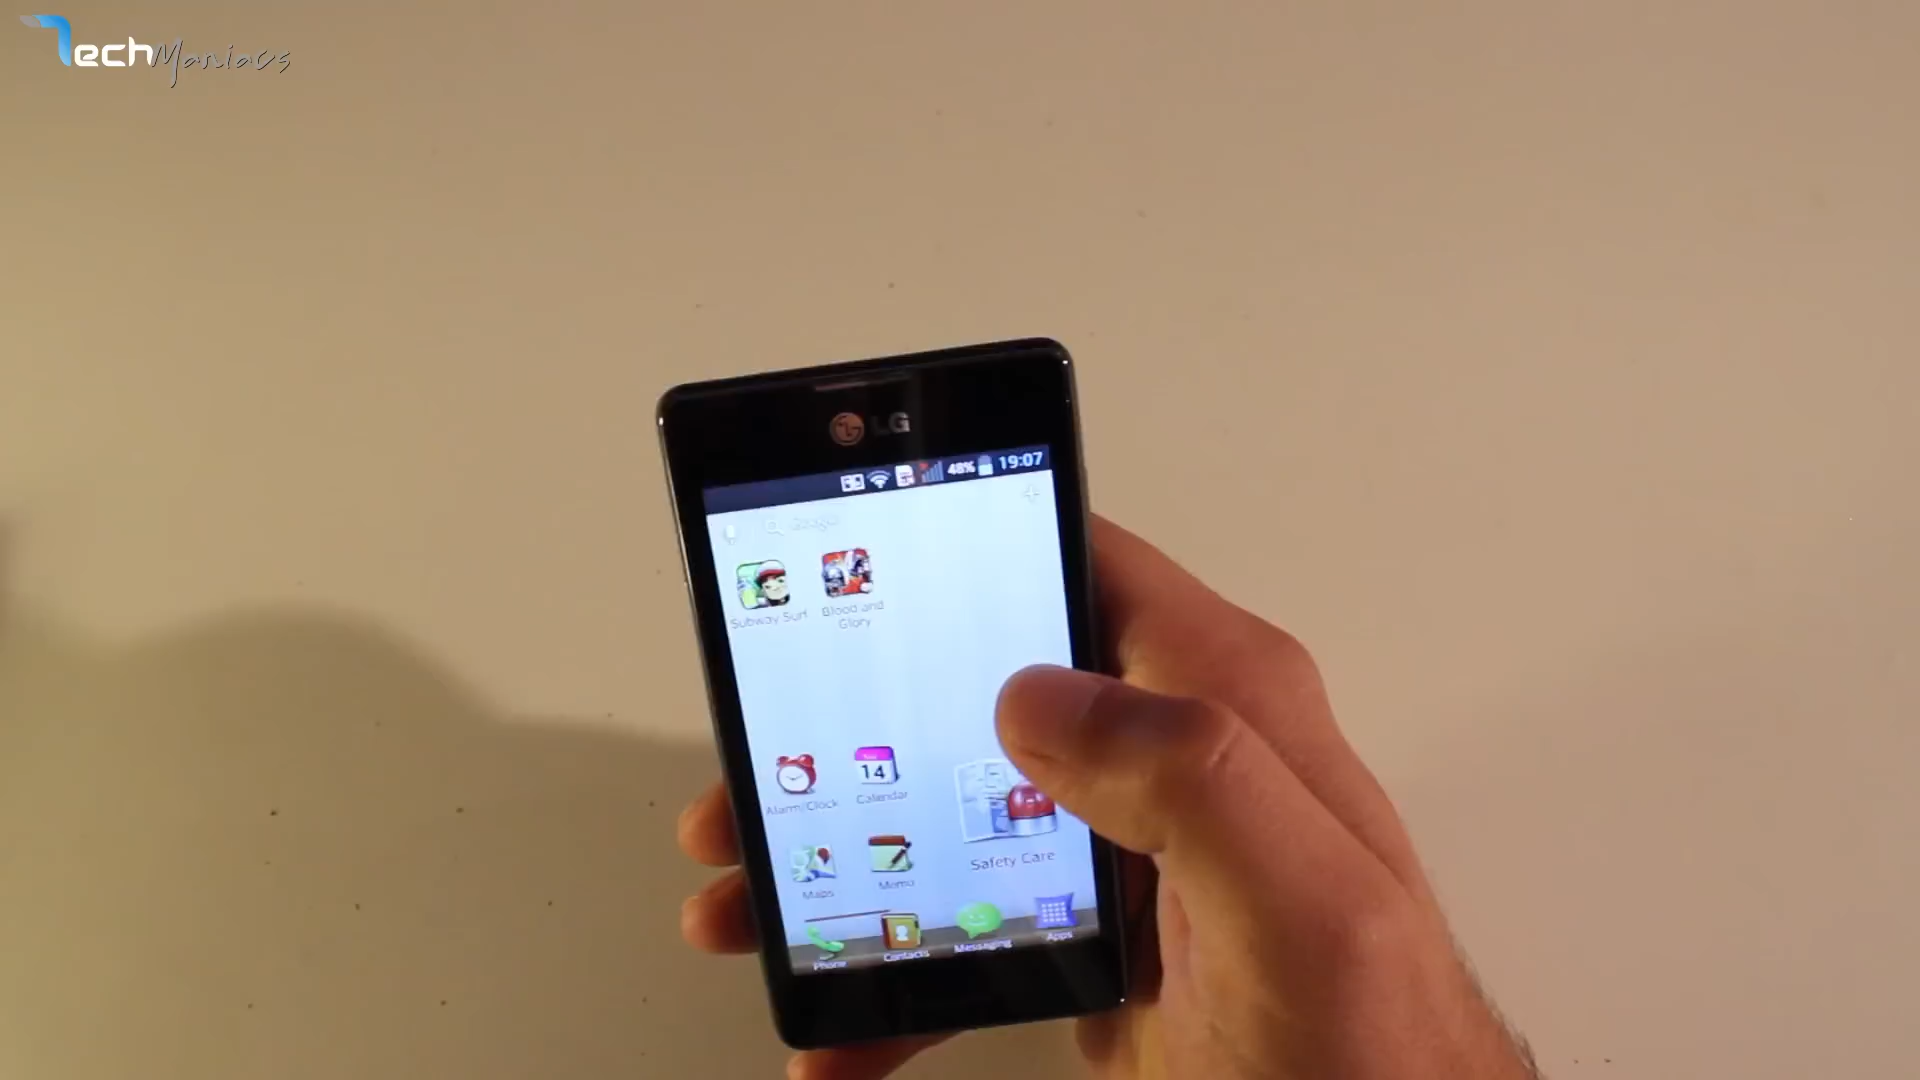 TechManiacs
LG
48% 19:07
Google
Subway Surf
Blood and
Glory
14
Alarm/Clock
Calendar
Safety Care
Maps
Memo
Phone
Contacts
Messaging
Apps